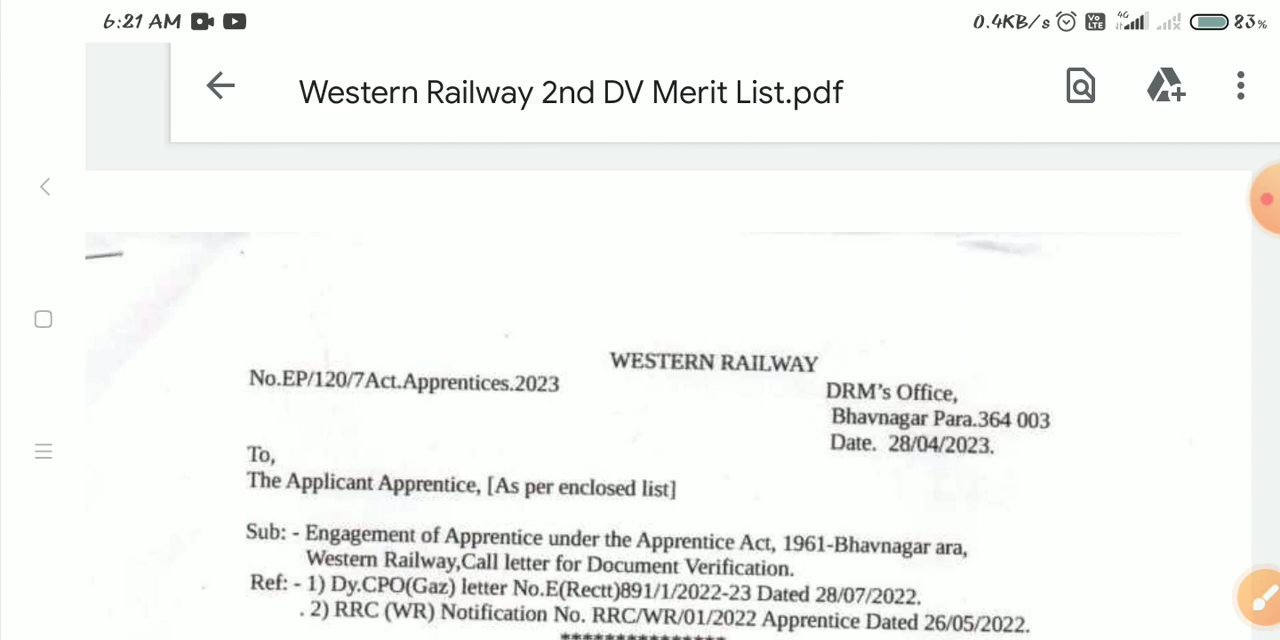 6:21 AM
0.4KB/s 4G Vo LTE 83%
Western Railway 2nd DV Merit List.pdf
WESTERN RAILWAY
No.EP/120/7Act.Apprentices.2023
DRM's Office,
Bhavnagar Para.364 003
Date. 28/04/2023.
To,
The Applicant Apprentice, [As per enclosed list]
Sub: - Engagement of Apprentice under the Apprentice Act, 1961-Bhavnagar ara,
Western Railway,Call letter for Document Verification.
Ref: - 1) Dy.CPO(Gaz) letter No.E(Rectt)891/1/2022-23 Dated 28/07/2022.
. 2) RRC (WR) Notification No. RRC/WR/01/2022 Apprentice Dated 26/05/2022.
***************